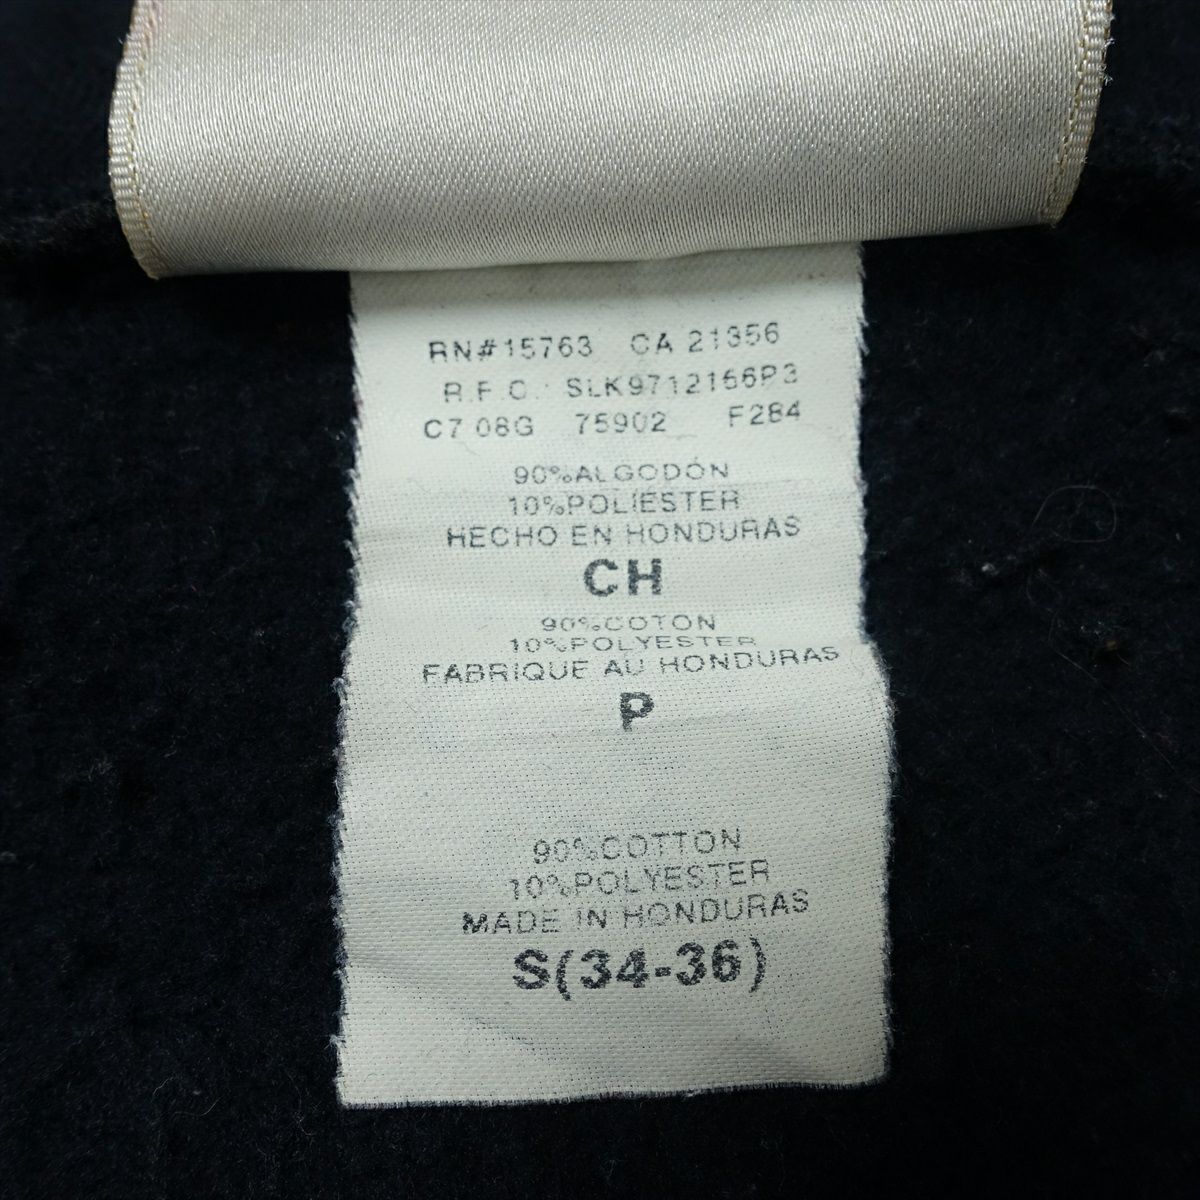 RN#15763 CA 21356
R.F.C.: SLK9712156P3
C7 08G 75902 F284
90%ALGODÓN
10%POLIÉSTER
HECHO EN HONDURAS
CH
90%COTON
10%POLYESTER
FABRIQUE AU HONDURAS
P
90%COTTON
10%POLYESTER
MADE IN HONDURAS
S(34-36)